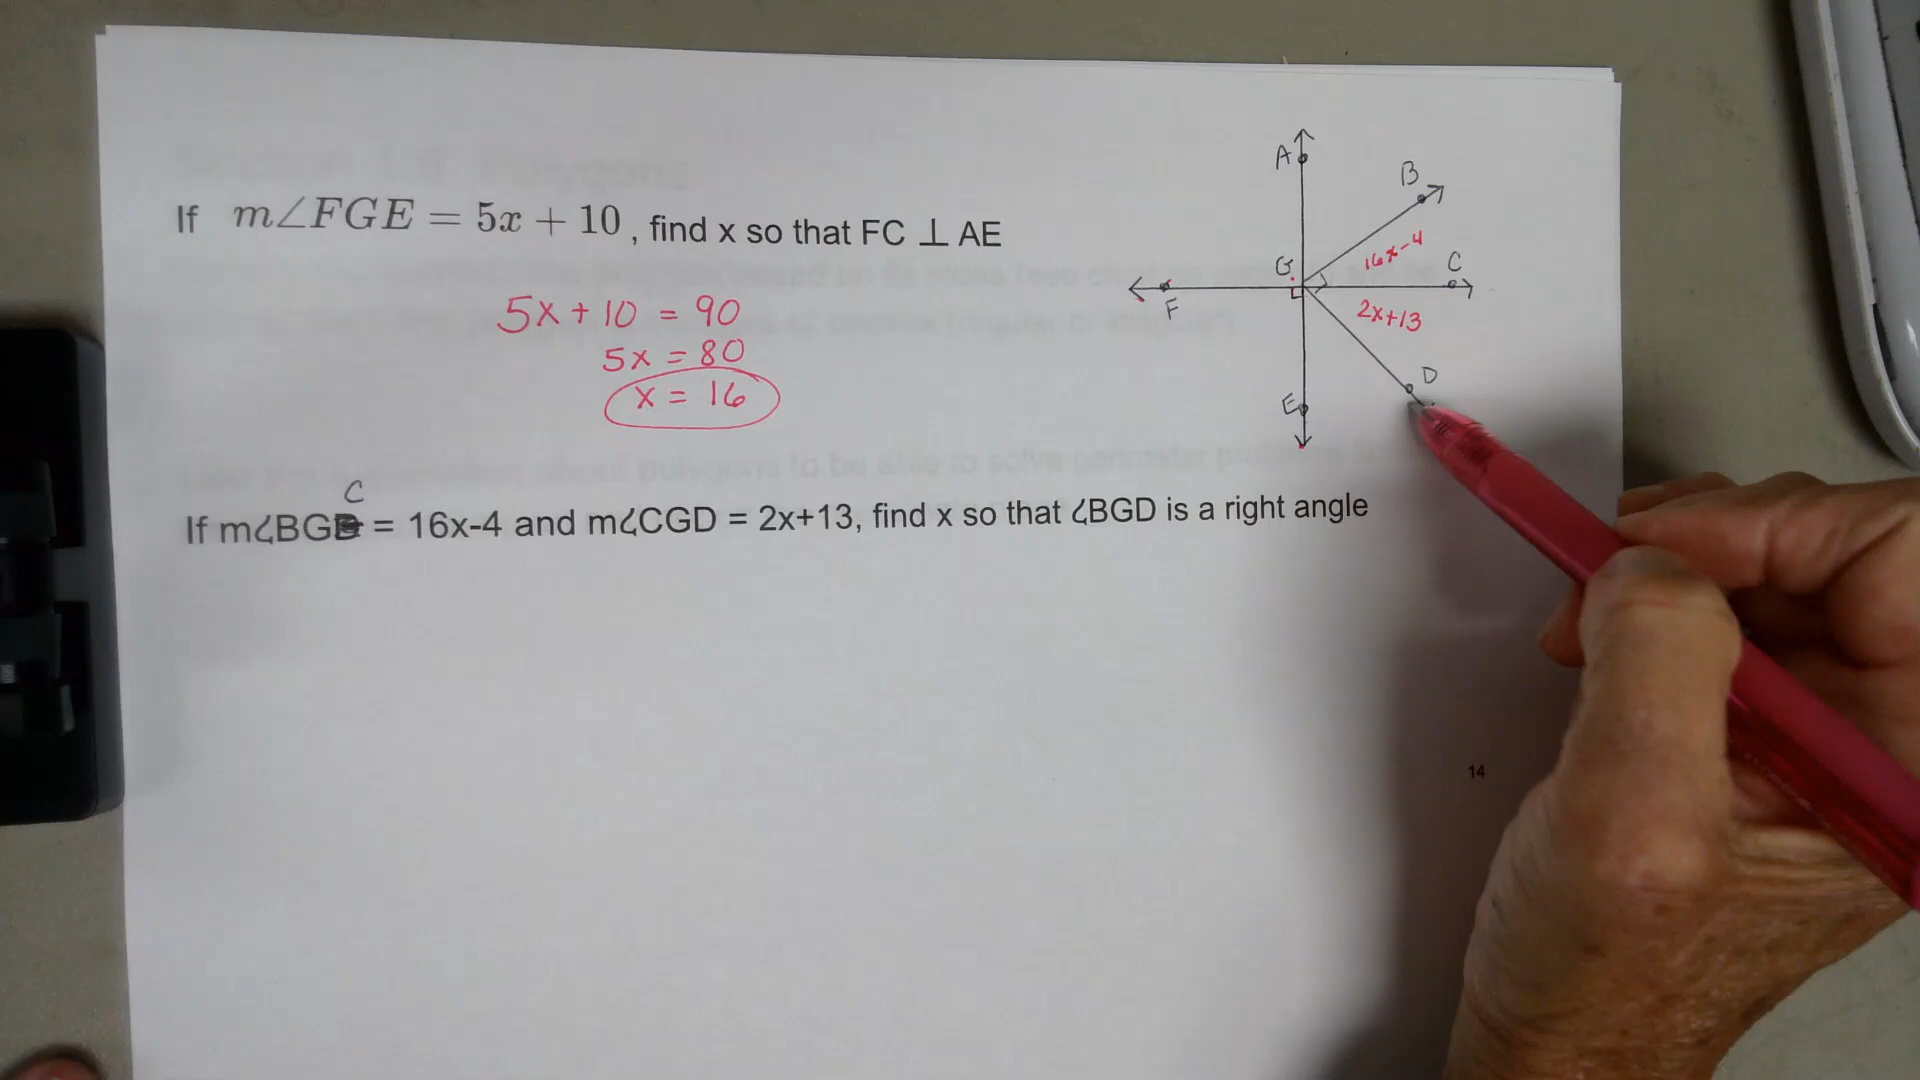 If m∠FGE = 5x + 10, find x so that FC ⊥ AE
5x + 10 = 90
5x = 80
x = 16
A
B
16x-4
G
C
F
2x+13
D
E
C
If m∠BG = 16x-4 and m∠CGD = 2x+13, find x so that ∠BGD is a right angle
14